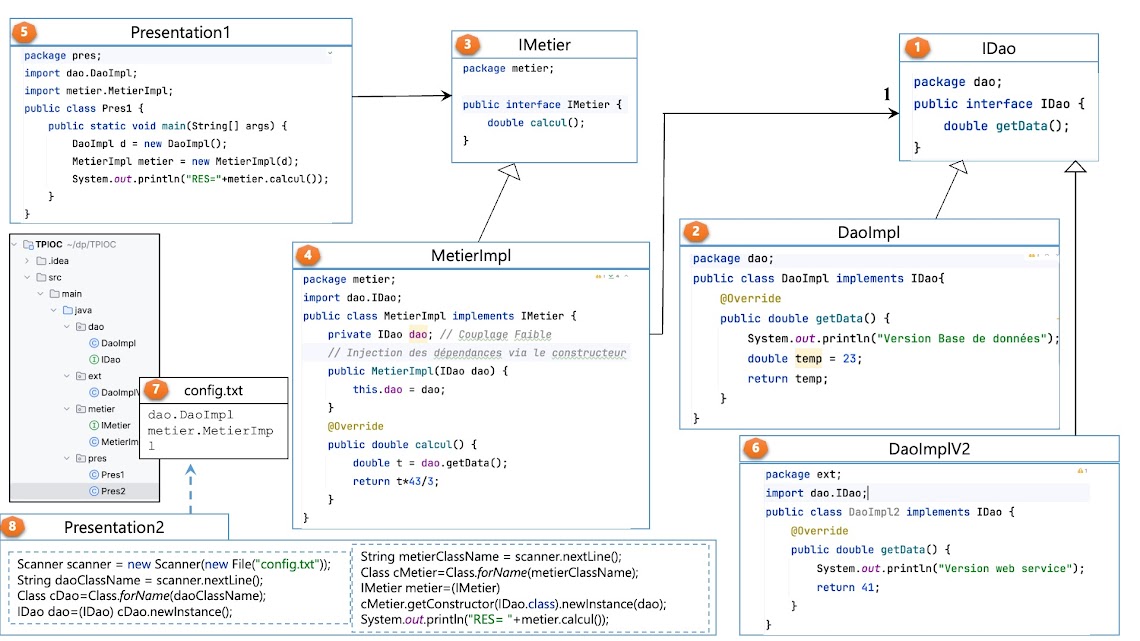 5
Presentation1
package pres;
import dao.DaoImpl;
import metier.MetierImpl;
public class Pres1 {
public static void main(String[] args) {
DaoImpl d = new DaoImpl();
MetierImpl metier = new MetierImpl(d);
System.out.println("RES="+metier.calcul());
}
}
3
IMetier
package metier;
public interface IMetier {
double calcul();
}
1
1
IDao
package dao;
public interface IDao {
double getData();
}
2
DaoImpl
package dao;
public class DaoImpl implements IDao{
@Override
public double getData() {
System.out.println("Version Base de données");
double temp = 23;
return temp;
}
}
TPIOC ~/dp/TPIOC
.idea
src
main
java
dao
DaoImpl
IDao
ext
DaoImplV
metier
IMetier
MetierIm
pres
Pres1
Pres2
7
config.txt
dao.DaoImpl
metier.MetierImp
l
4
MetierImpl
package metier;
import dao.IDao;
public class MetierImpl implements IMetier {
private IDao dao; // Couplage Faible
// Injection des dépendances via le constructeur
public MetierImpl(IDao dao) {
this.dao = dao;
}
@Override
public double calcul() {
double t = dao.getData();
return t*43/3;
}
}
6
DaoImplV2
package ext;
import dao.IDao;
public class DaoImpl2 implements IDao {
@Override
public double getData() {
System.out.println("Version web service");
return 41;
}
}
8
Presentation2
Scanner scanner = new Scanner(new File("config.txt"));
String daoClassName = scanner.nextLine();
Class cDao=Class.forName(daoClassName);
IDao dao=(IDao) cDao.newInstance();
String metierClassName = scanner.nextLine();
Class cMetier=Class.forName(metierClassName);
IMetier metier=(IMetier)
cMetier.getConstructor(IDao.class).newInstance(dao);
System.out.println("RES= "+metier.calcul());